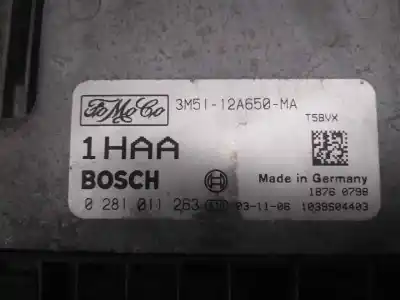 FoMoCo 3M51-12A650-MA
T5BVX
1HAA
BOSCH
Made in Germany
1876 0798
0 281 011 263 03-11-06 1039S04403